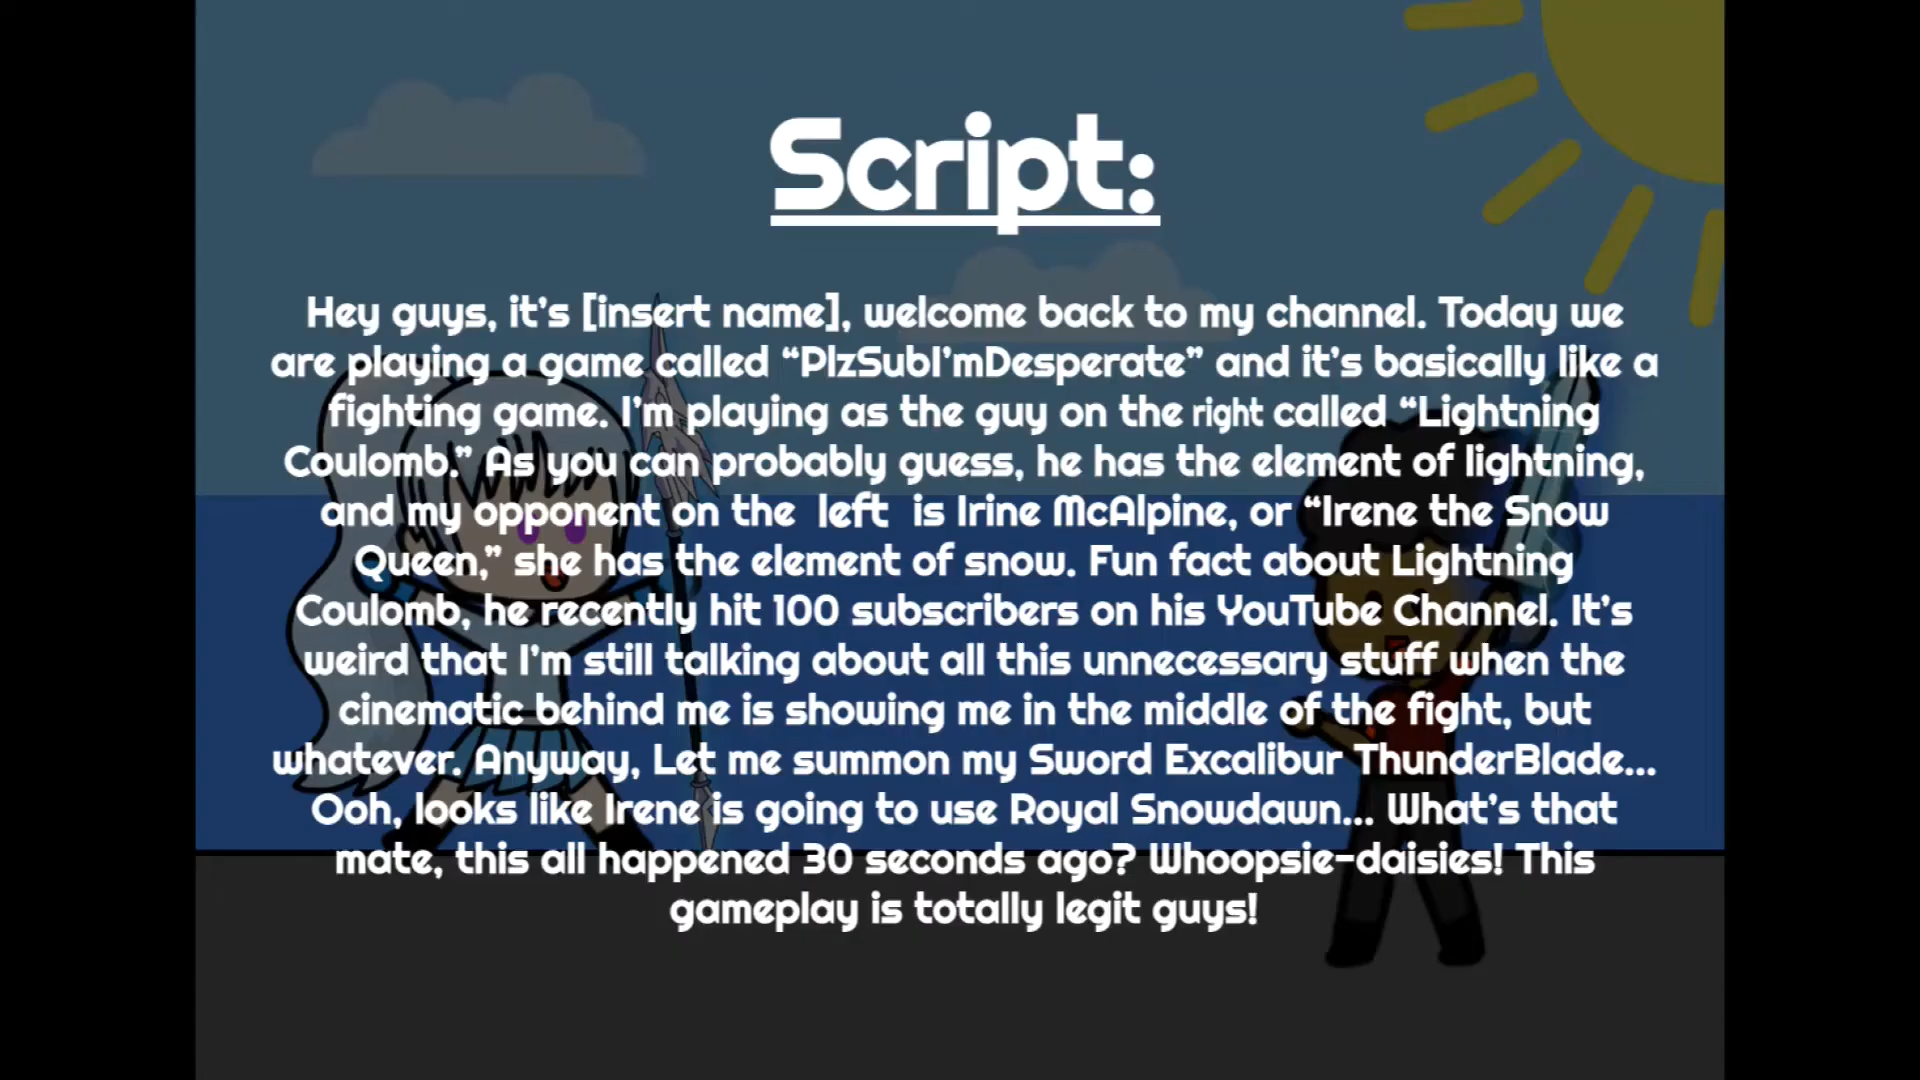 Script:
Hey guys, it's [insert name], welcome back to my channel. Today we
are playing a game called “PlzSubI'mDesperate” and it's basically like a
fighting game. I'm playing as the guy on the right called “Lightning
Coulomb.” As you can probably guess, he has the element of lightning,
and my opponent on the left is Irine McAlpine, or “Irene the Snow
Queen,” she has the element of snow. Fun fact about Lightning
Coulomb, he recently hit 100 subscribers on his YouTube Channel. It's
weird that I'm still talking about all this unnecessary stuff when the
cinematic behind me is showing me in the middle of the fight, but
whatever. Anyway, Let me summon my Sword Excalibur ThunderBlade...
Ooh, looks like Irene is going to use Royal Snowdawn... What's that
mate, this all happened 30 seconds ago? Whoopsie-daisies! This
gameplay is totally legit guys!